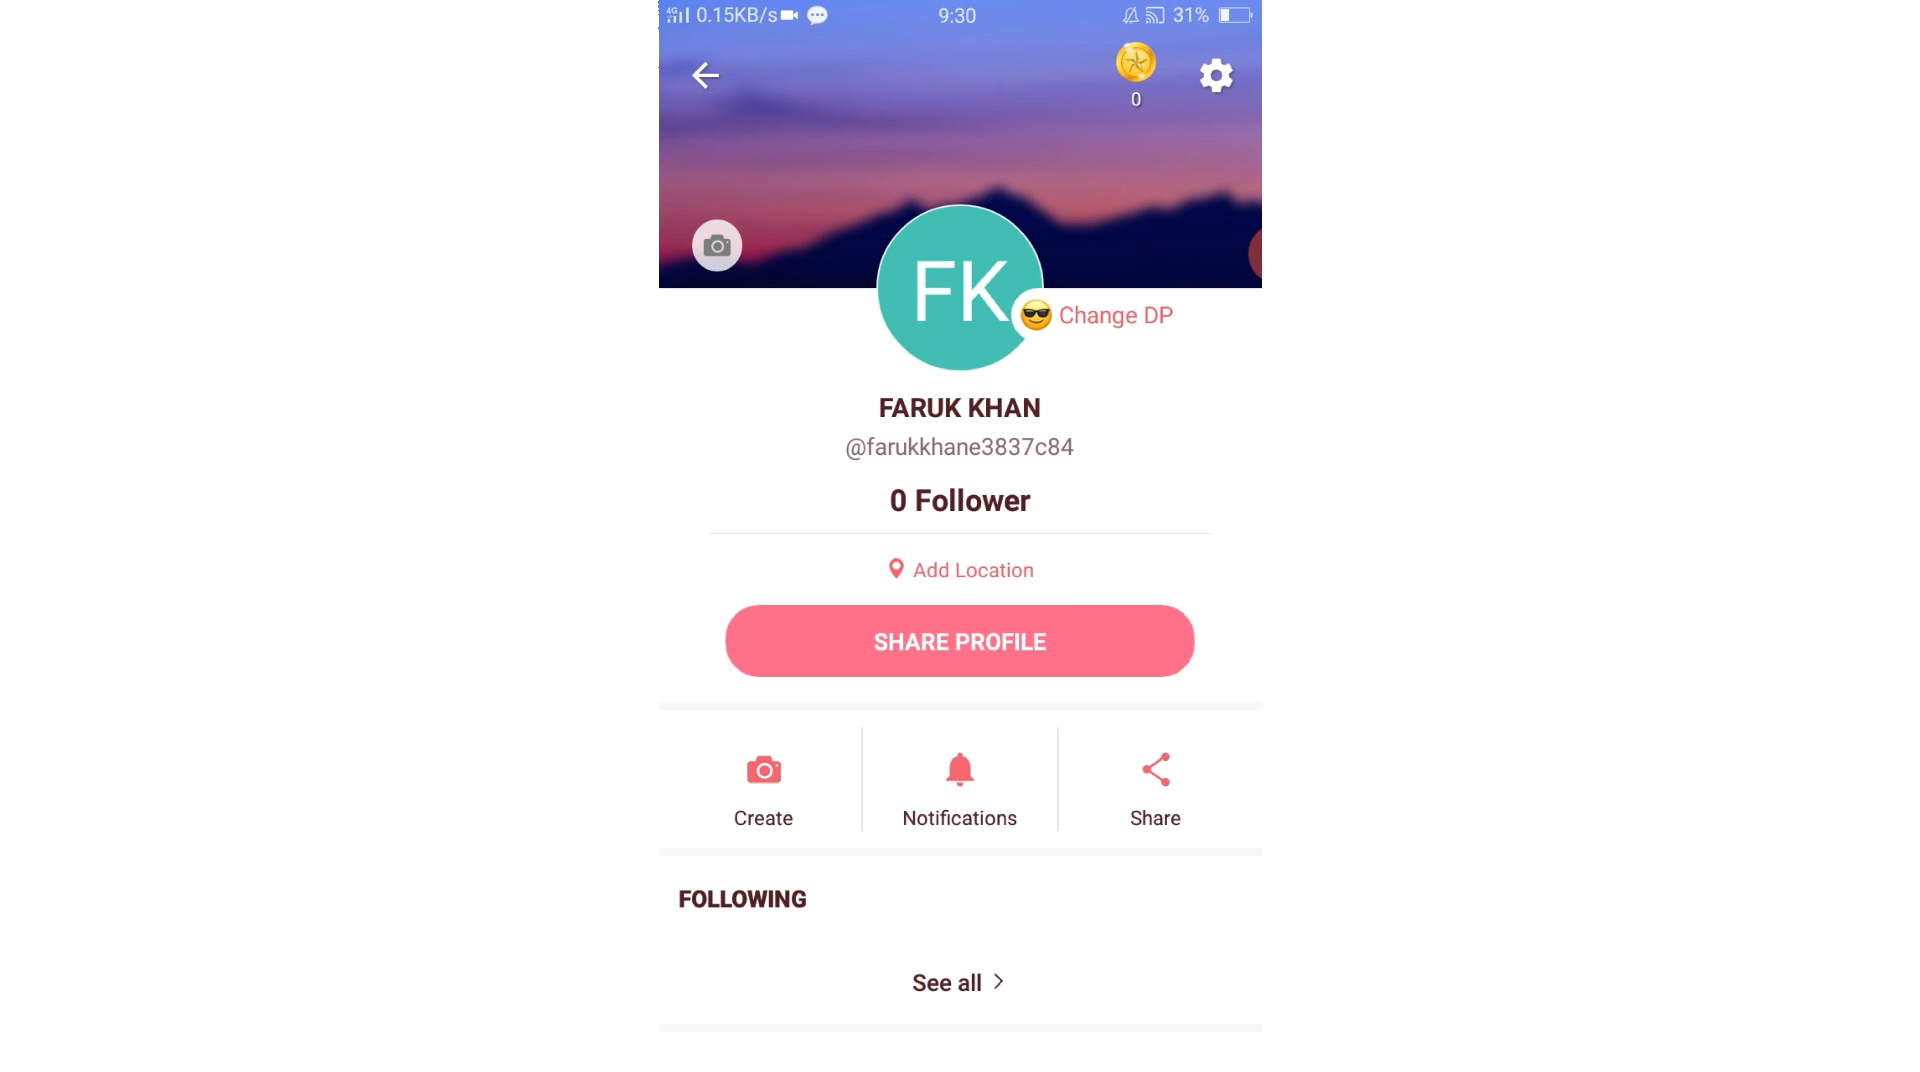 4G 0.15KB/s 9:30 31%
0
FK
😎 Change DP
FARUK KHAN
@farukkhane3837c84
0 Follower
Add Location
SHARE PROFILE
Create Notifications Share
FOLLOWING
See all >